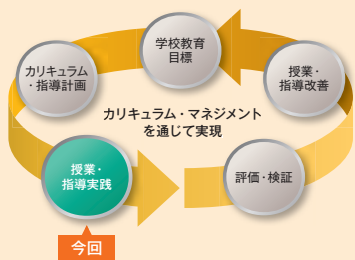 学校教育
目標
カリキュラム
・指導計画
授業・
指導改善
カリキュラム・マネジメント
を通じて実現
授業・
指導実践
評価・検証
今回